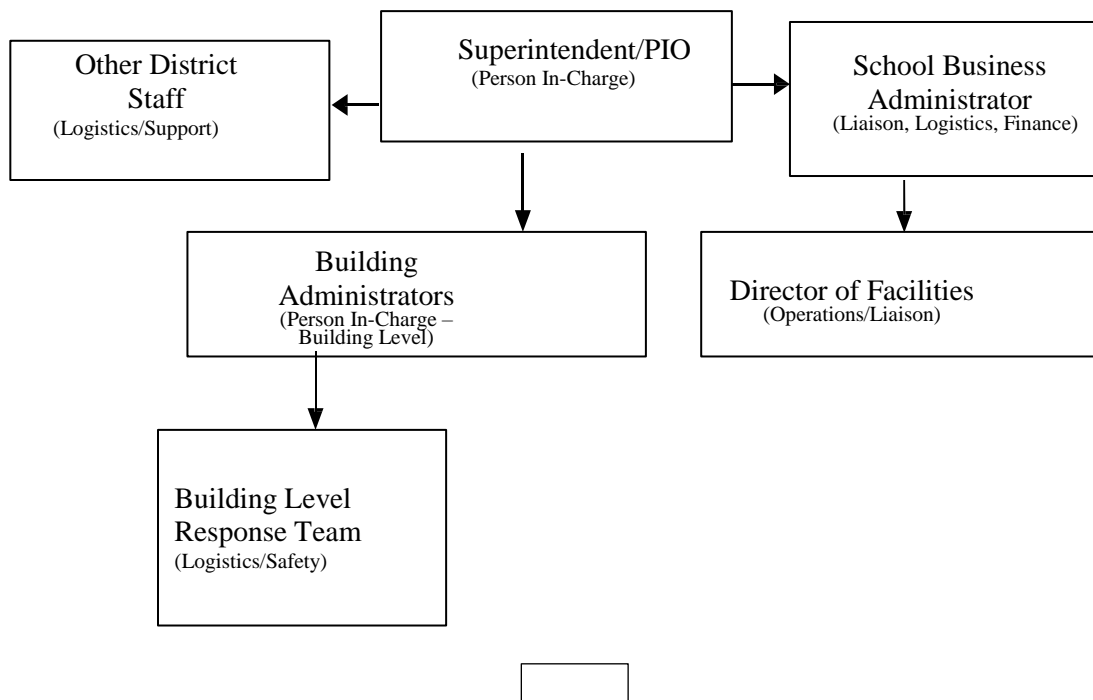 Superintendent/PIO
(Person In-Charge)
Other District
Staff
(Logistics/Support)
School Business
Administrator
(Liaison, Logistics, Finance)
Building
Administrators
(Person In-Charge –
Building Level)
Director of Facilities
(Operations/Liaison)
Building Level
Response Team
(Logistics/Safety)